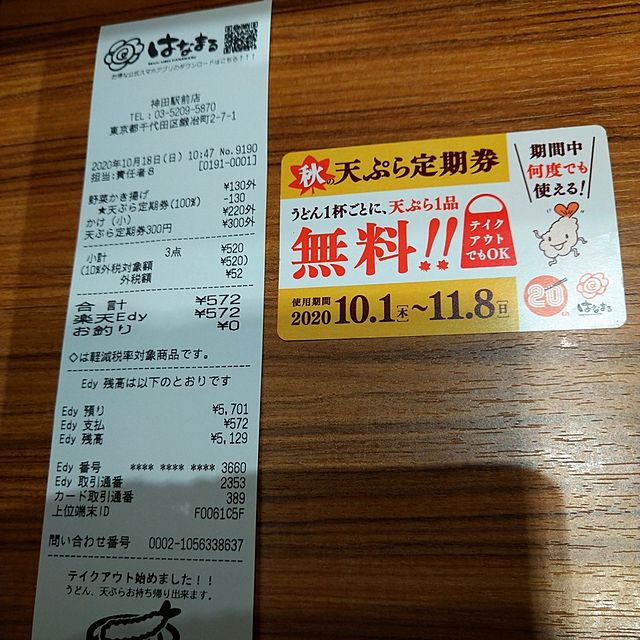 はなまる
お得な公式スマホアプリのダウンロードはこちら!!!
神田駅前店
TEL:03-5209-5870
東京都千代田区鍛冶町2-7-1
2020年10月18日(日) 10:47 No.9190
担当:責任者8 [0191-0001]
野菜かき揚げ ¥130外
★天ぷら定期券(100%) -130
かけ(小) ¥220外
天ぷら定期券300円 ¥300外
小計 3点 ¥520
(10%外税対象額 ¥520)
外税額 ¥52
合計 ¥572
楽天Edy ¥572
お釣り ¥0
◇は軽減税率対象商品です。
Edy 残高は以下のとおりです
Edy 預り ¥5,701
Edy 支払 ¥572
Edy 残高 ¥5,129
Edy 番号 **** **** **** 3660
Edy 取引通番 2353
カード取引通番 389
上位端末ID F0061C5F
問い合わせ番号 0002-1056338637
テイクアウト始めました!!
うどん、天ぷらお持ち帰り出来ます。
秋の天ぷら定期券
うどん1杯ごとに、天ぷら1品
無料!!
テイク
アウト
でもOK
使用期間
2020 10.1[木]~11.8[日]
期間中
何度でも
使える!
20th
はなまる